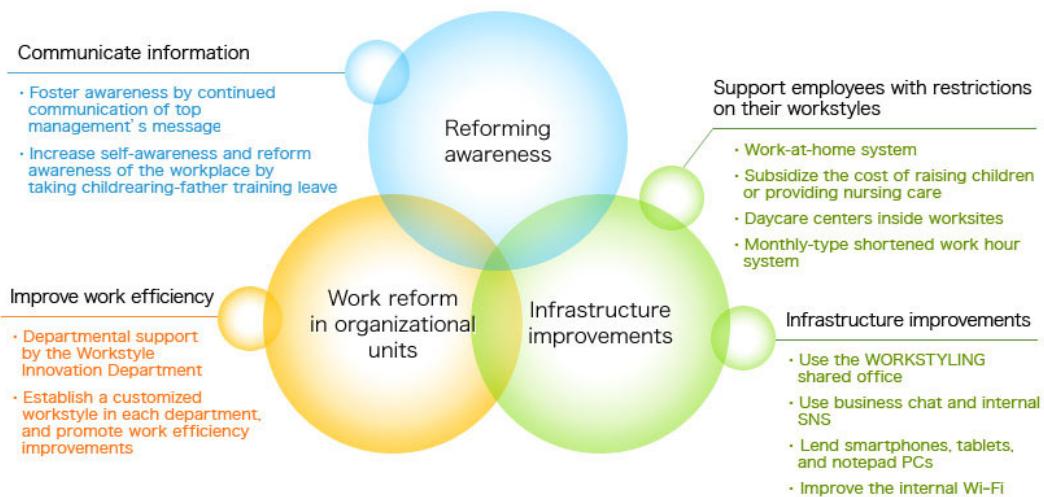 Communicate information
· Foster awareness by continued
communication of top
management's message
· Increase self-awareness and reform
awareness of the workplace by
taking childrearing-father training leave
Reforming
awareness
Support employees with restrictions
on their workstyles
· Work-at-home system
· Subsidize the cost of raising children
or providing nursing care
· Daycare centers inside worksites
· Monthly-type shortened work hour
system
Improve work efficiency
· Departmental support
by the Workstyle
Innovation Department
· Establish a customized
workstyle in each department,
and promote work efficiency
improvements
Work reform
in organizational
units
Infrastructure
improvements
Infrastructure improvements
· Use the WORKSTYLING
shared office
· Use business chat and internal
SNS
· Lend smartphones, tablets,
and notepad PCs
· Improve the internal Wi-Fi